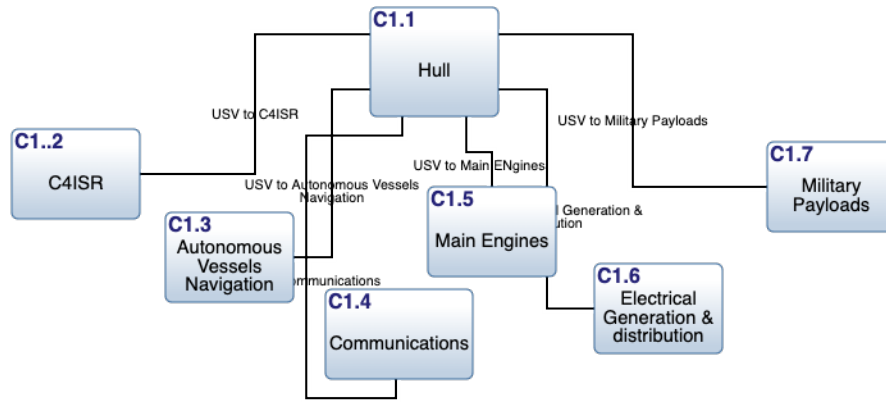 C1.1
Hull
USV to C4ISR
USV to Military Payloads
C1..2
C4ISR
C1.7
Military
Payloads
USV to Main ENgines
USV to Autonomous Vessels
Navigation
C1.5
Main Engines
C1.3
Autonomous
Vessels
Navigation
Generation &
C1.6
Electrical
Generation &
distribution
C1.4
Communications